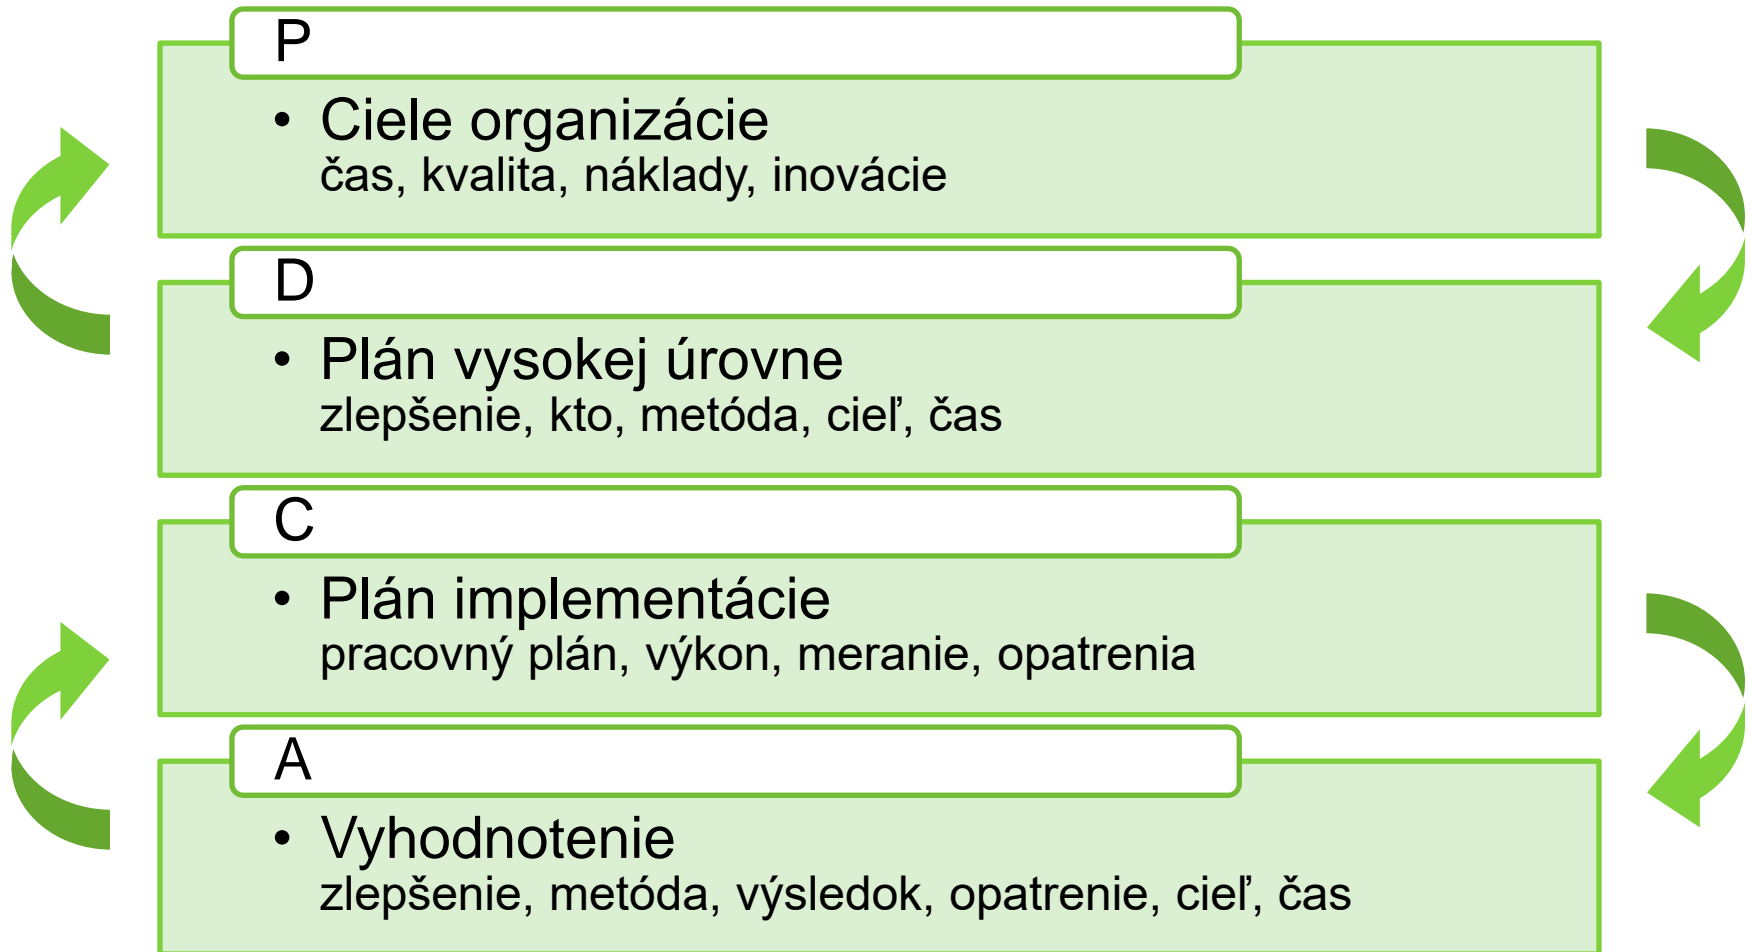 P
• Ciele organizácie
čas, kvalita, náklady, inovácie
D
• Plán vysokej úrovne
zlepšenie, kto, metóda, cieľ, čas
C
• Plán implementácie
pracovný plán, výkon, meranie, opatrenia
A
• Vyhodnotenie
zlepšenie, metóda, výsledok, opatrenie, cieľ, čas